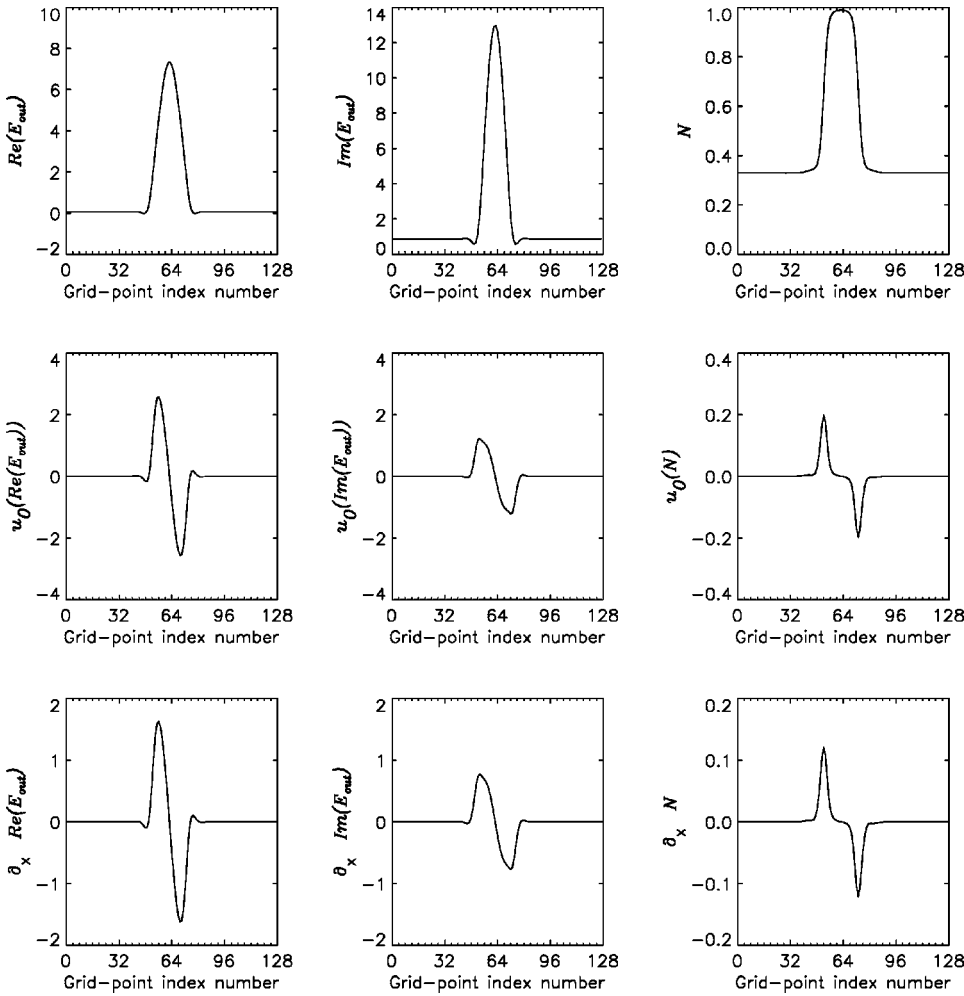 10
8
6
4
2
0
−2
Re(E_out)
0 32 64 96 128
Grid−point index number
14
12
10
8
6
4
2
0
Im(E_out)
0 32 64 96 128
Grid−point index number
1.0
0.8
0.6
0.4
0.2
0.0
N
0 32 64 96 128
Grid−point index number
4
2
0
−2
−4
u_0(Re(E_out))
0 32 64 96 128
Grid−point index number
4
2
0
−2
−4
u_0(Im(E_out))
0 32 64 96 128
Grid−point index number
0.4
0.2
0.0
−0.2
−0.4
u_0(N)
0 32 64 96 128
Grid−point index number
2
1
0
−1
−2
∂_x Re(E_out)
0 32 64 96 128
Grid−point index number
2
1
0
−1
−2
∂_x Im(E_out)
0 32 64 96 128
Grid−point index number
0.2
0.1
0.0
−0.1
−0.2
∂_x N
0 32 64 96 128
Grid−point index number